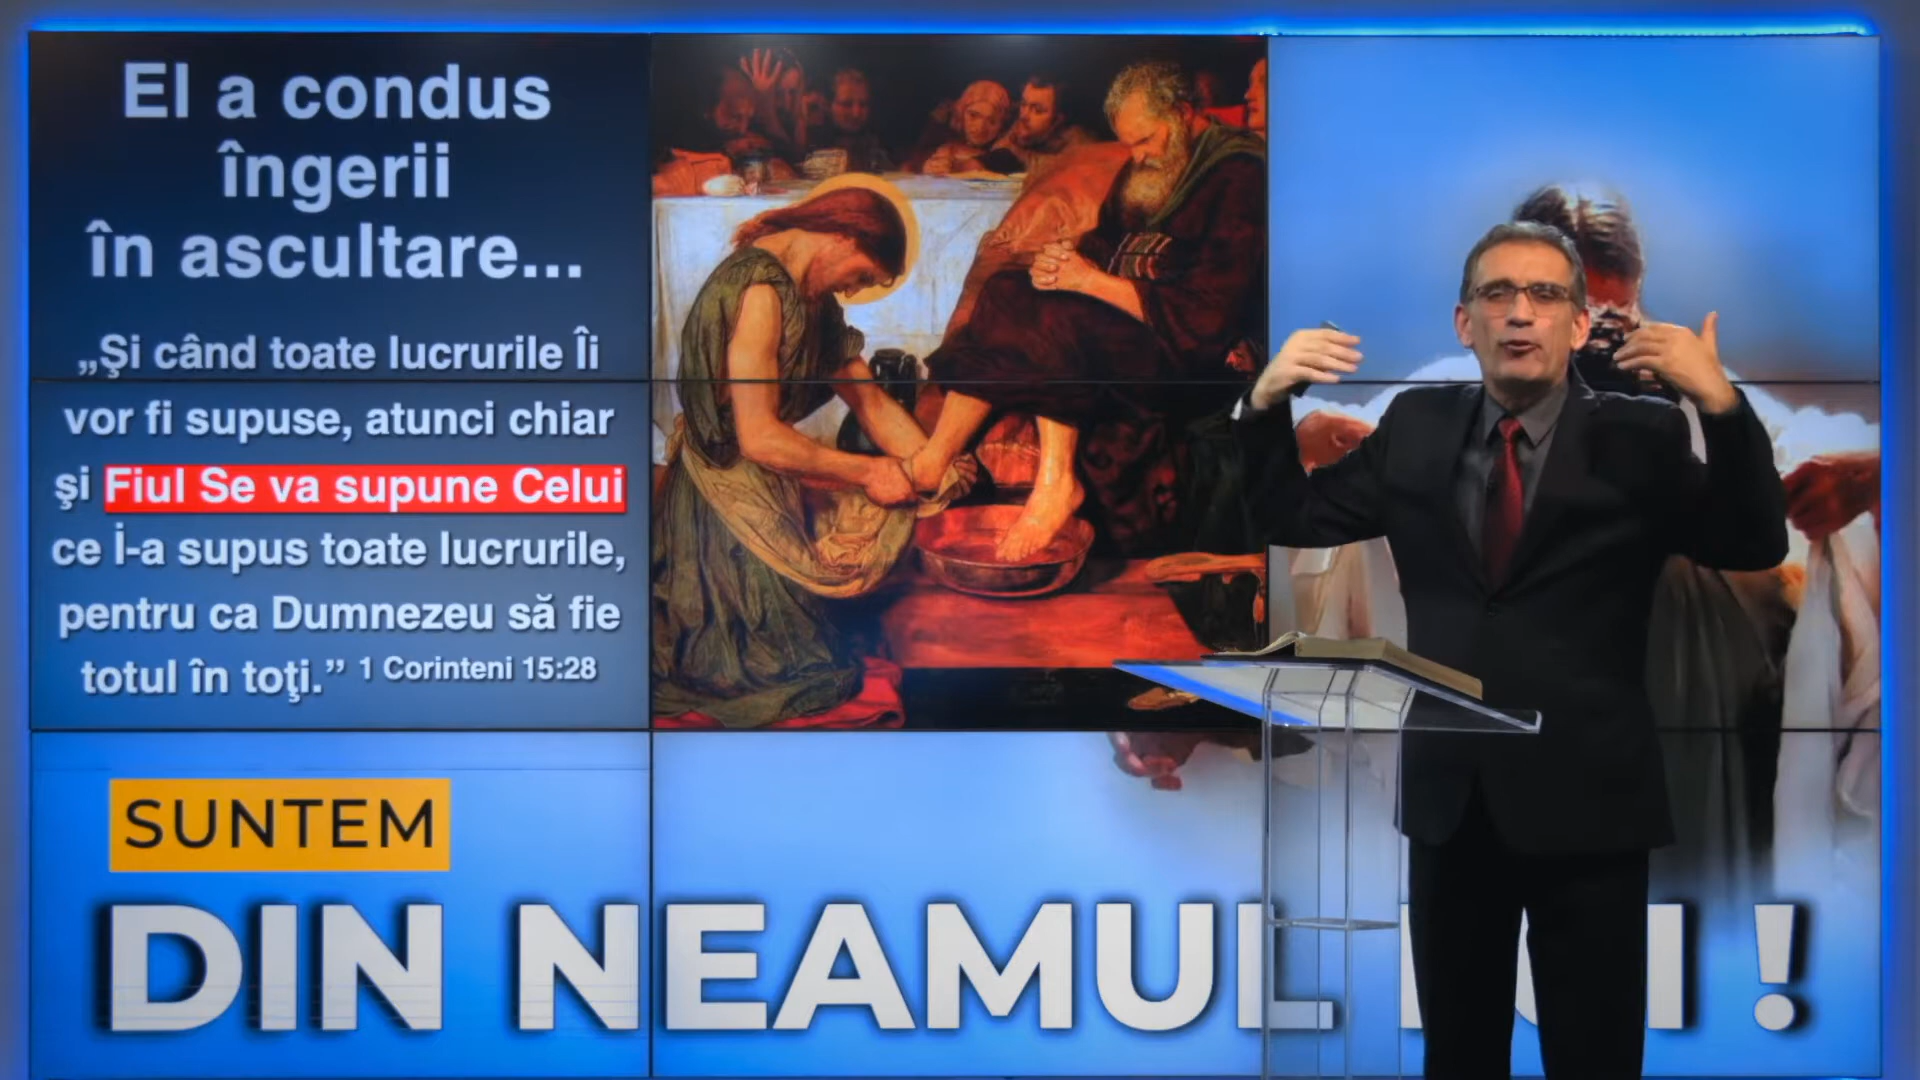 El a condus
îngerii
în ascultare...
„Şi când toate lucrurile Îi
vor fi supuse, atunci chiar
şi Fiul Se va supune Celui
ce İ-a supus toate lucrurile,
pentru ca Dumnezeu să fie
totul în toţi.” 1 Corinteni 15:28
SUNTEM
DIN NEAMUL !